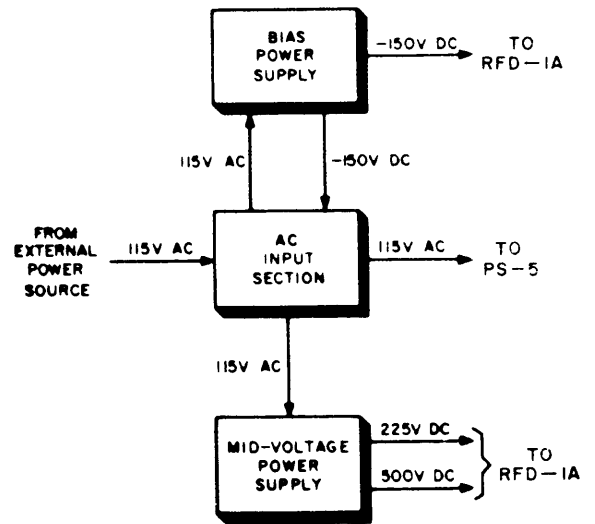 BIAS
POWER
SUPPLY
-150V DC
TO
RFD-1A
115V AC
-150V DC
FROM
EXTERNAL
POWER
SOURCE
115V AC
AC
INPUT
SECTION
115V AC
TO
PS-5
115V AC
MID-VOLTAGE
POWER
SUPPLY
225V DC
500V DC
TO
RFD-1A